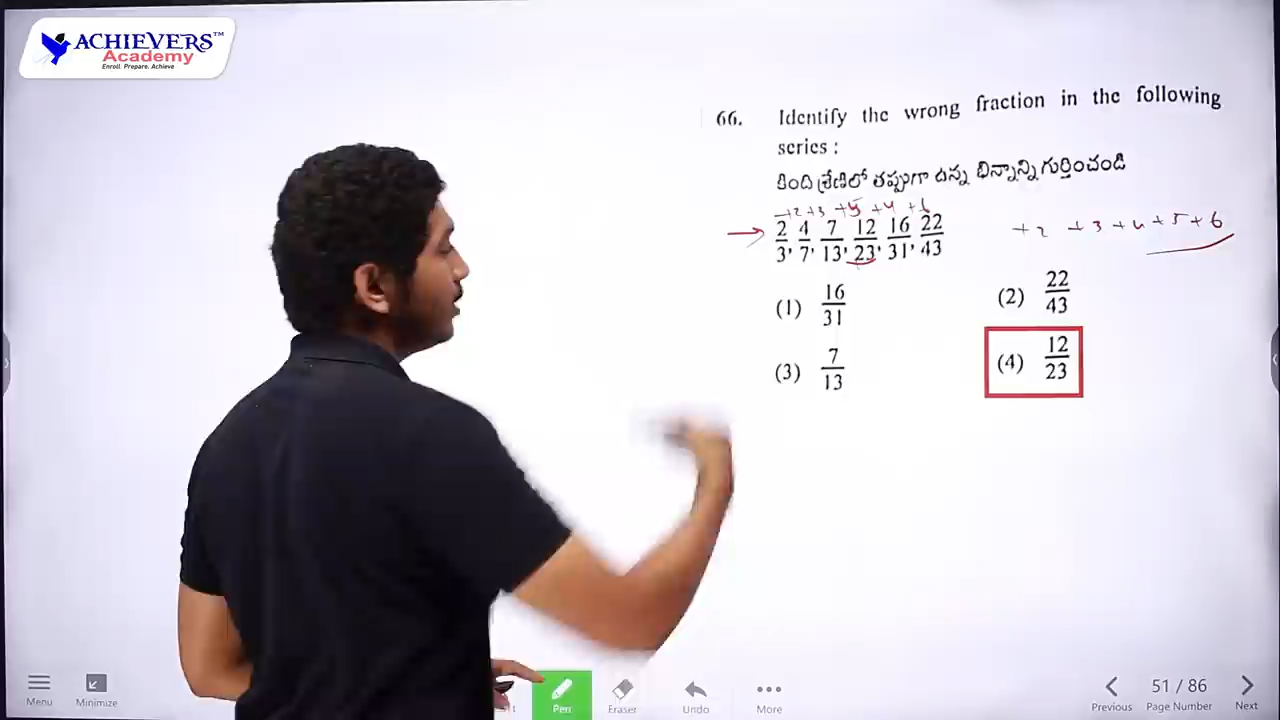 ACHIEVERS™
Academy
Enroll. Prepare. Achieve
66. Identify the wrong fraction in the following
series :
కింది శ్రేణిలో తప్పుగా ఉన్న భిన్నాన్ని గుర్తించండి
+2 +3 +5 +4 +6
2/3, 4/7, 7/13, 12/23, 16/31, 22/43
+2 +3 +4 +5 +6
(1) 16/31 (2) 22/43
(3) 7/13 (4) 12/23
Menu Minimize Pen Eraser Undo More Previous 51 / 86 Page Number Next